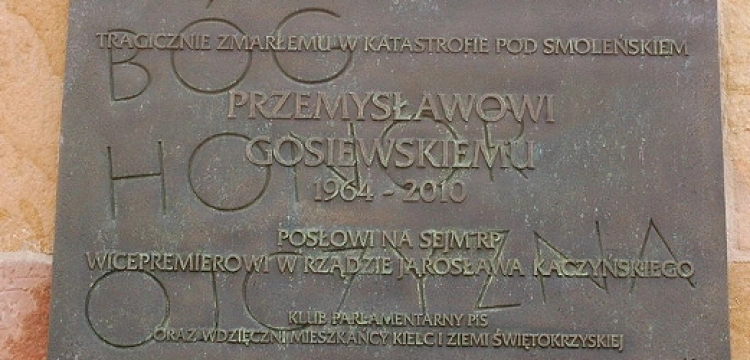 BÓG
TRAGICZNIE ZMARŁEMU W KATASTROFIE POD SMOLEŃSKIEM
PRZEMYSŁAWOWI
HONOR
GOSIEWSKIEMU
1964 - 2010
POSŁOWI NA SEJM RP
WICEPREMIEROWI W RZĄDZIE JAROSŁAWA KACZYŃSKIEGO
OJCZYZNA
KLUB PARLAMENTARNY PiS
ORAZ WDZIĘCZNI MIESZKAŃCY KIELC I ZIEMI ŚWIĘTOKRZYSKIEJ